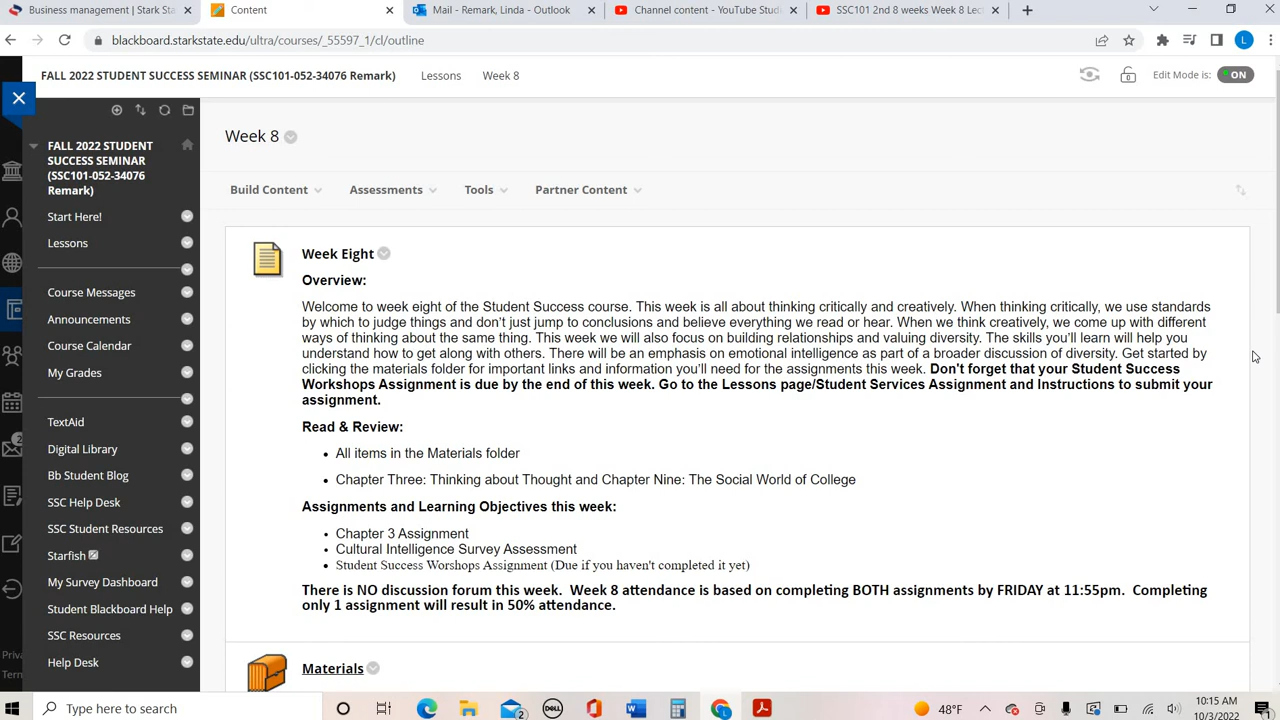 Business management | Stark Sta
Content
Mail - Remark, Linda - Outlook
Channel content - YouTube Stud
SSC101 2nd 8 weeks Week 8 Lec
blackboard.starkstate.edu/ultra/courses/_55597_1/cl/outline
L
FALL 2022 STUDENT SUCCESS SEMINAR (SSC101-052-34076 Remark)
Lessons
Week 8
Edit Mode is:
ON
FALL 2022 STUDENT
SUCCESS SEMINAR
(SSC101-052-34076
Remark)
Start Here!
Lessons
Course Messages
Announcements
Course Calendar
My Grades
TextAid
Digital Library
Bb Student Blog
SSC Help Desk
SSC Student Resources
Starfish
My Survey Dashboard
Student Blackboard Help
SSC Resources
Help Desk
Priva
Term
Week 8
Build Content
Assessments
Tools
Partner Content
Week Eight
Overview:
Welcome to week eight of the Student Success course. This week is all about thinking critically and creatively. When thinking critically, we use standards
by which to judge things and don't just jump to conclusions and believe everything we read or hear. When we think creatively, we come up with different
ways of thinking about the same thing. This week we will also focus on building relationships and valuing diversity. The skills you'll learn will help you
understand how to get along with others. There will be an emphasis on emotional intelligence as part of a broader discussion of diversity. Get started by
clicking the materials folder for important links and information you'll need for the assignments this week. Don't forget that your Student Success
Workshops Assignment is due by the end of this week. Go to the Lessons page/Student Services Assignment and Instructions to submit your
assignment.
Read & Review:
• All items in the Materials folder
• Chapter Three: Thinking about Thought and Chapter Nine: The Social World of College
Assignments and Learning Objectives this week:
• Chapter 3 Assignment
• Cultural Intelligence Survey Assessment
• Student Success Worshops Assignment (Due if you haven't completed it yet)
There is NO discussion forum this week. Week 8 attendance is based on completing BOTH assignments by FRIDAY at 11:55pm. Completing
only 1 assignment will result in 50% attendance.
Materials
Type here to search
2
DELL
48°F
10:15 AM
10/3/2022